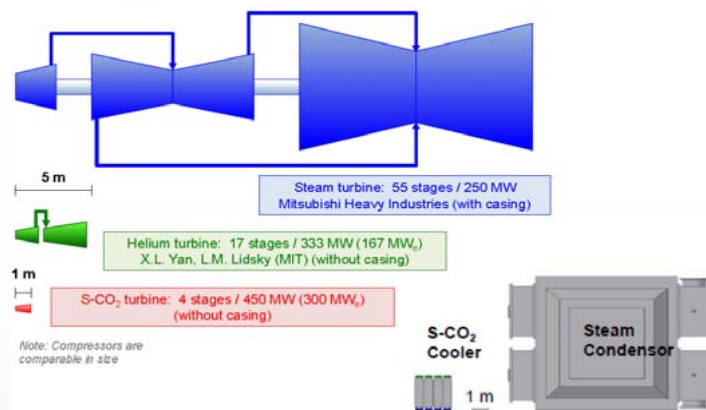 5 m
Steam turbine: 55 stages / 250 MW
Mitsubishi Heavy Industries (with casing)
Helium turbine: 17 stages / 333 MW (167 MWₑ)
X.L. Yan, L.M. Lidsky (MIT) (without casing)
1 m
S-CO₂ turbine: 4 stages / 450 MW (300 MWₑ)
(without casing)
Note: Compressors are
comparable in size
S-CO₂
Cooler
1 m
Steam
Condensor